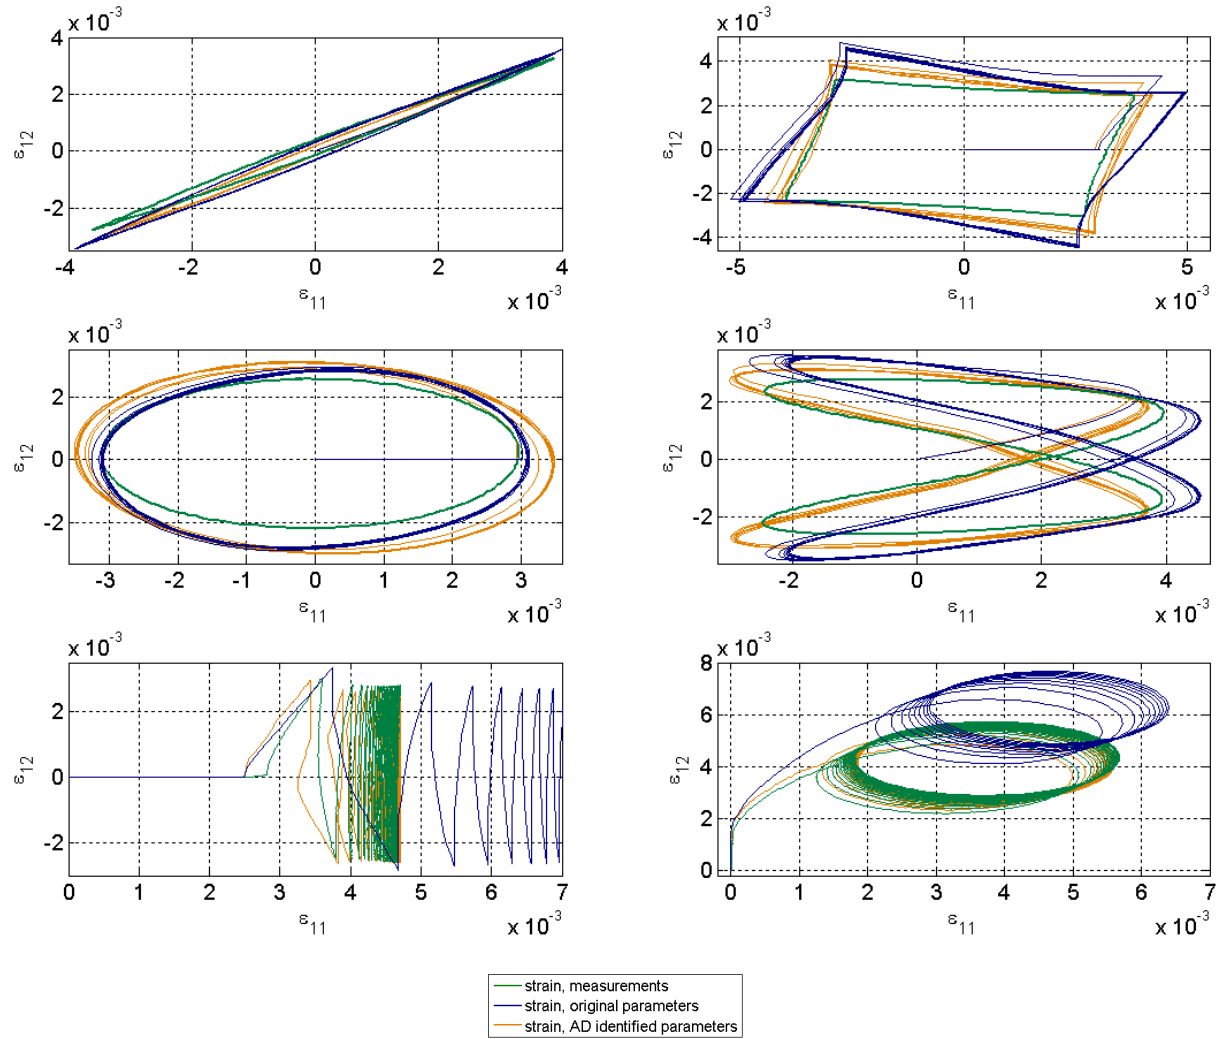 x 10⁻³
4
2
0
-2
-4
-2
0
2
4
ε₁₂
ε₁₁
x 10⁻³
x 10⁻³
4
2
0
-2
-4
-5
0
5
ε₁₂
ε₁₁
x 10⁻³
x 10⁻³
2
0
-2
-3
-2
-1
0
1
2
3
ε₁₂
ε₁₁
x 10⁻³
x 10⁻³
2
0
-2
-2
0
2
4
ε₁₂
ε₁₁
x 10⁻³
x 10⁻³
2
0
-2
0
1
2
3
4
5
6
7
ε₁₂
ε₁₁
x 10⁻³
x 10⁻³
8
6
4
2
0
0
1
2
3
4
5
6
7
ε₁₂
ε₁₁
x 10⁻³
strain, measurements
strain, original parameters
strain, AD identified parameters